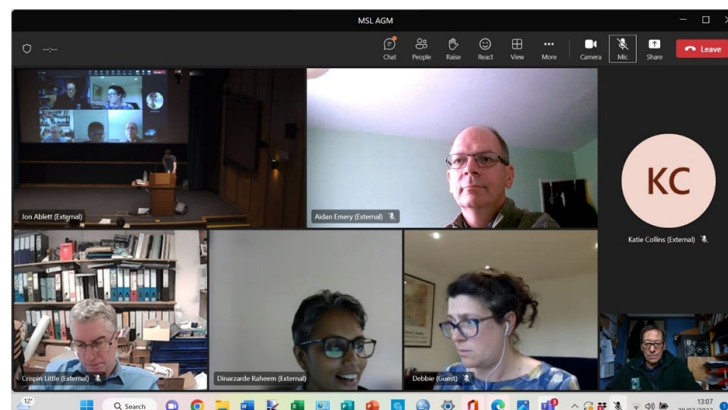 MSL AGM
--:--
Chat
People
Raise
React
View
More
Camera
Mic
Share
Leave
Jon Ablett (External)
Aidan Emery (External)
KC
Katie Collins (External)
Crispin Little (External)
Dinarzarde Raheem (External)
Debbie (Guest)
12°
Search
13:07